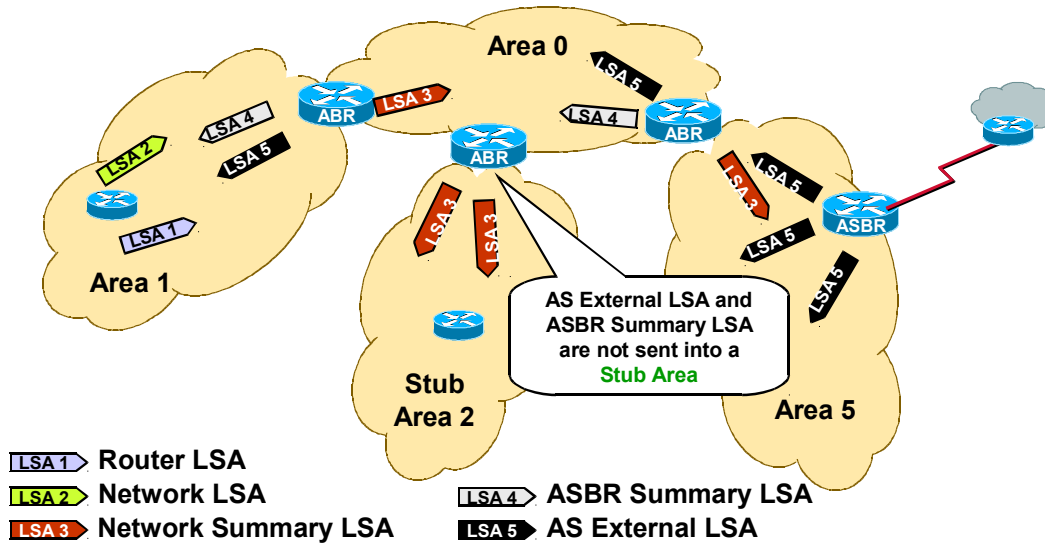 Area 0
LSA 5
LSA 4
ABR
LSA 3
ABR
LSA 4
LSA 5
LSA 2
LSA 1
Area 1
ABR
LSA 3
LSA 3
LSA 3
LSA 5
LSA 5
LSA 5
ASBR
AS External LSA and
ASBR Summary LSA
are not sent into a
Stub Area
Stub
Area 2
Area 5
LSA 1 Router LSA
LSA 2 Network LSA
LSA 3 Network Summary LSA
LSA 4 ASBR Summary LSA
LSA 5 AS External LSA